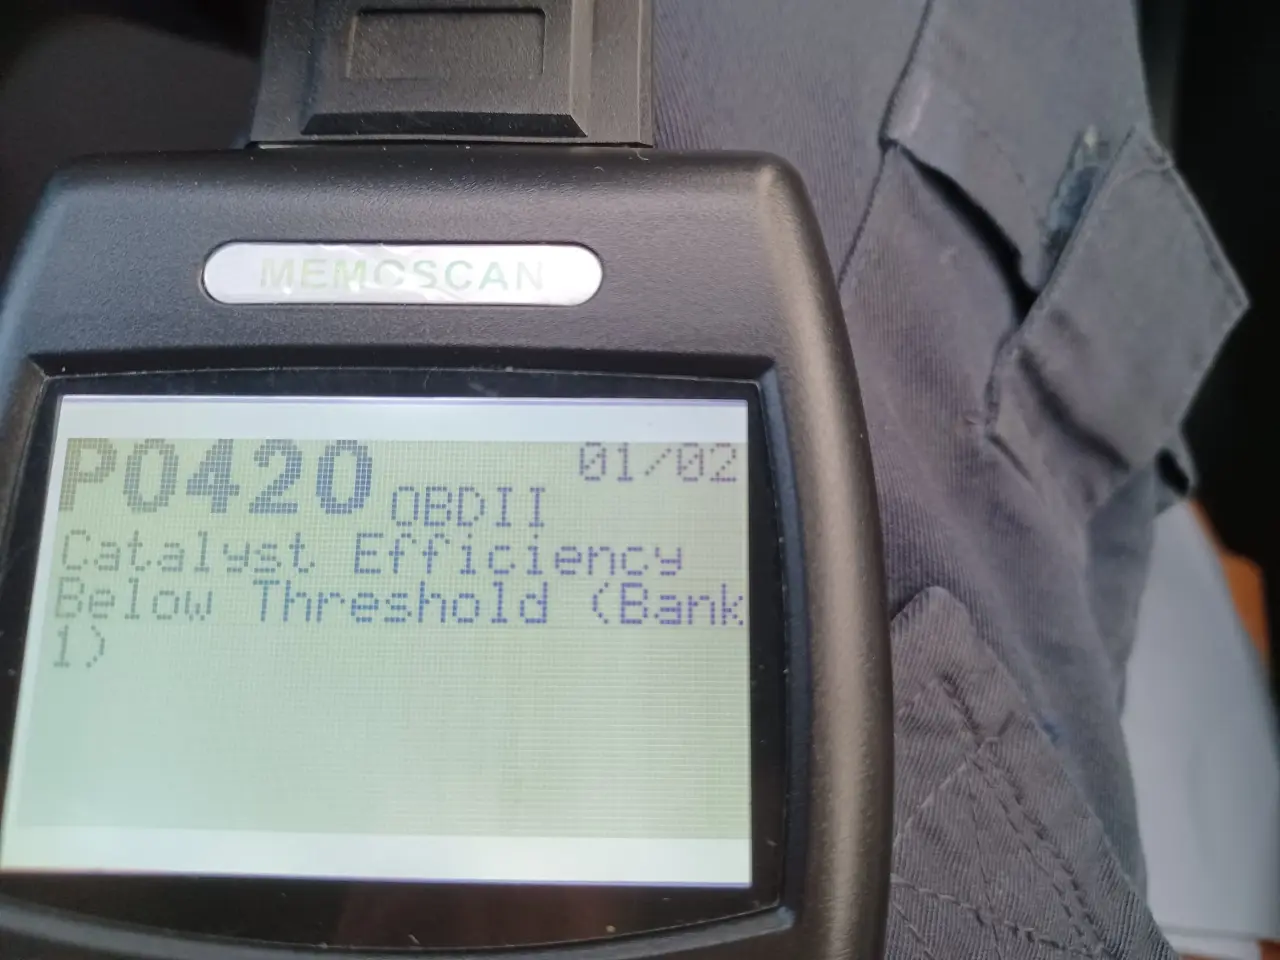 MEMOSCAN
P0420 OBDII 01/02
Catalyst Efficiency
Below Threshold (Bank
1)